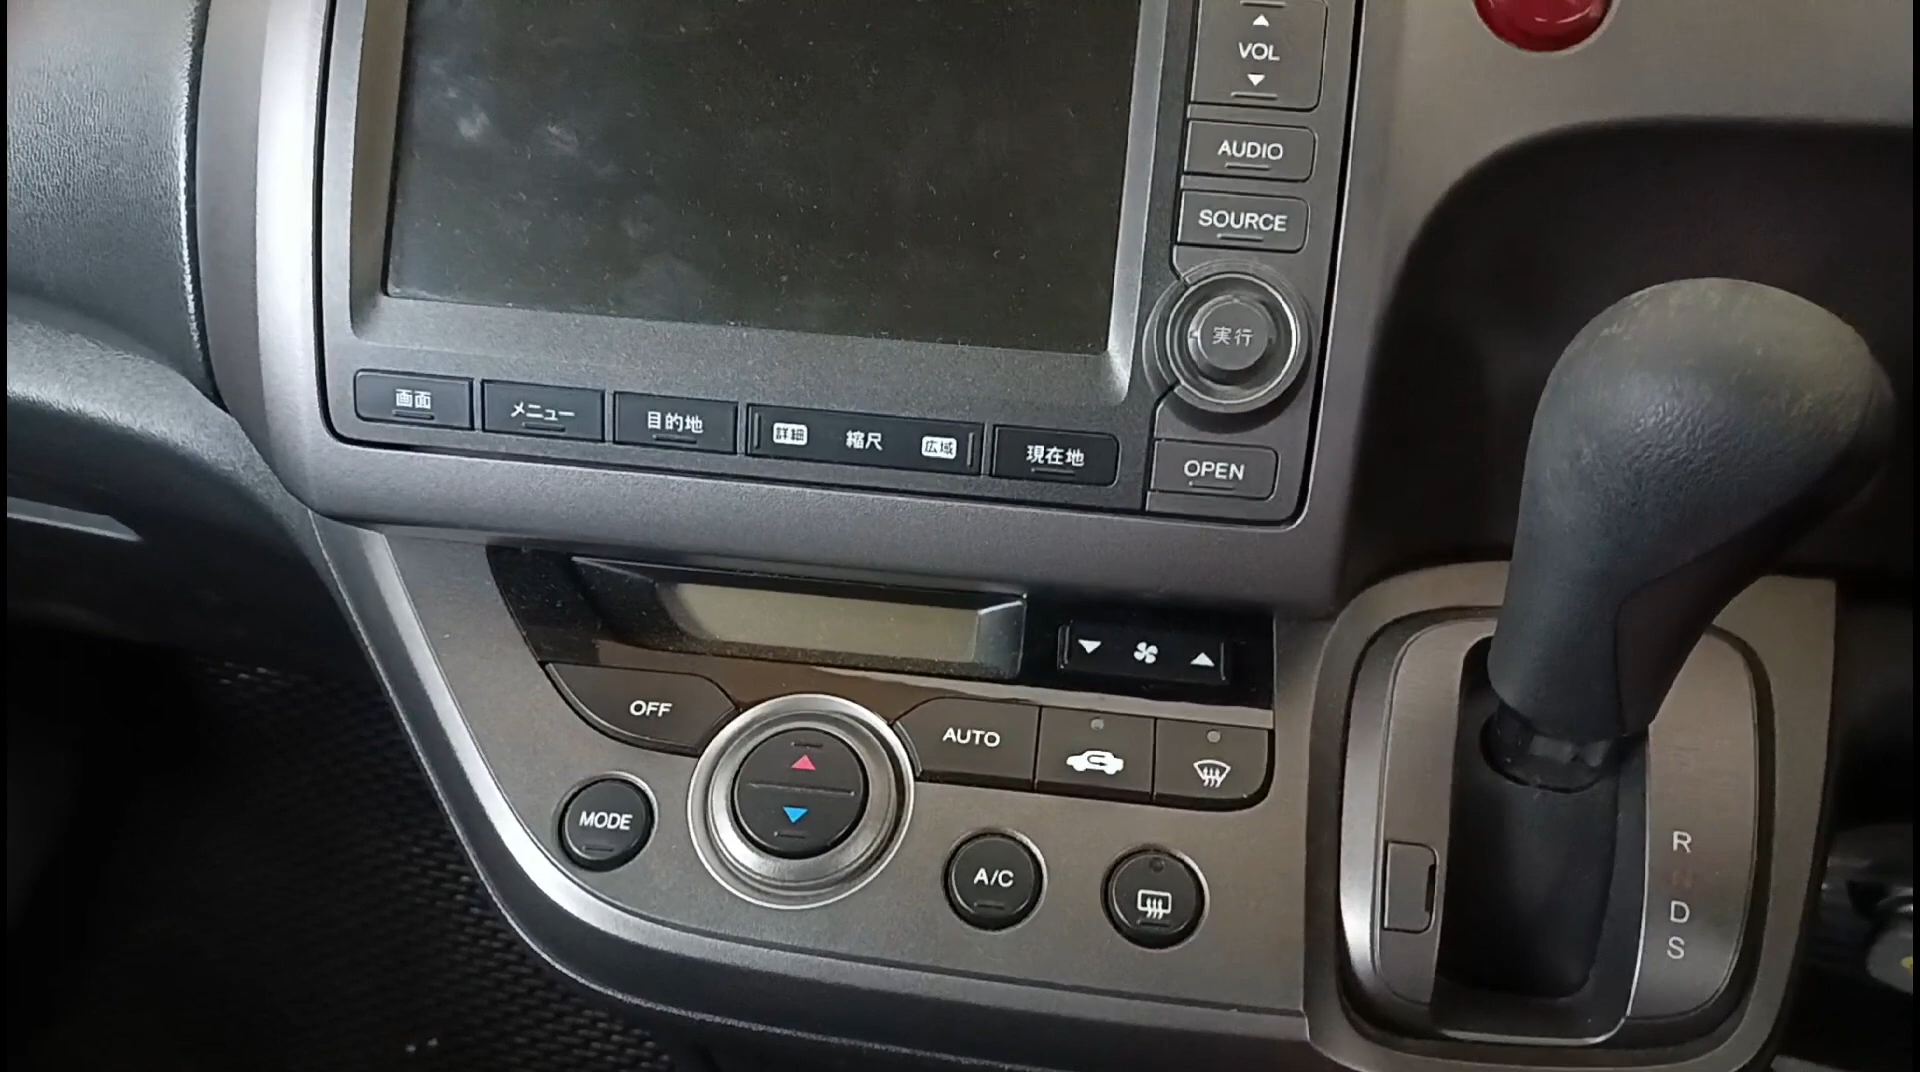 VOL
AUDIO
SOURCE
実行
画面
メニュー
目的地
詳細 縮尺 広域
現在地
OPEN
OFF
AUTO
MODE
A/C
R
N
D
S